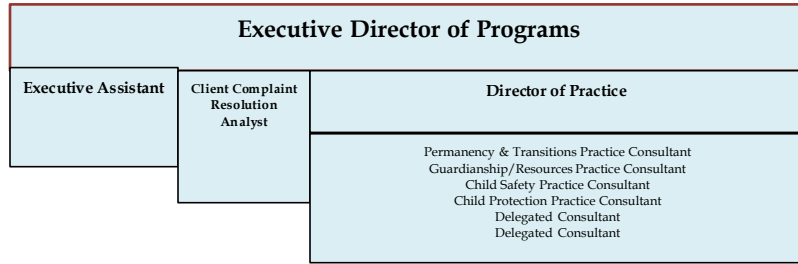 Executive Director of Programs
Executive Assistant
Client Complaint
Resolution
Analyst
Director of Practice
Permanency & Transitions Practice Consultant
Guardianship/Resources Practice Consultant
Child Safety Practice Consultant
Child Protection Practice Consultant
Delegated Consultant
Delegated Consultant